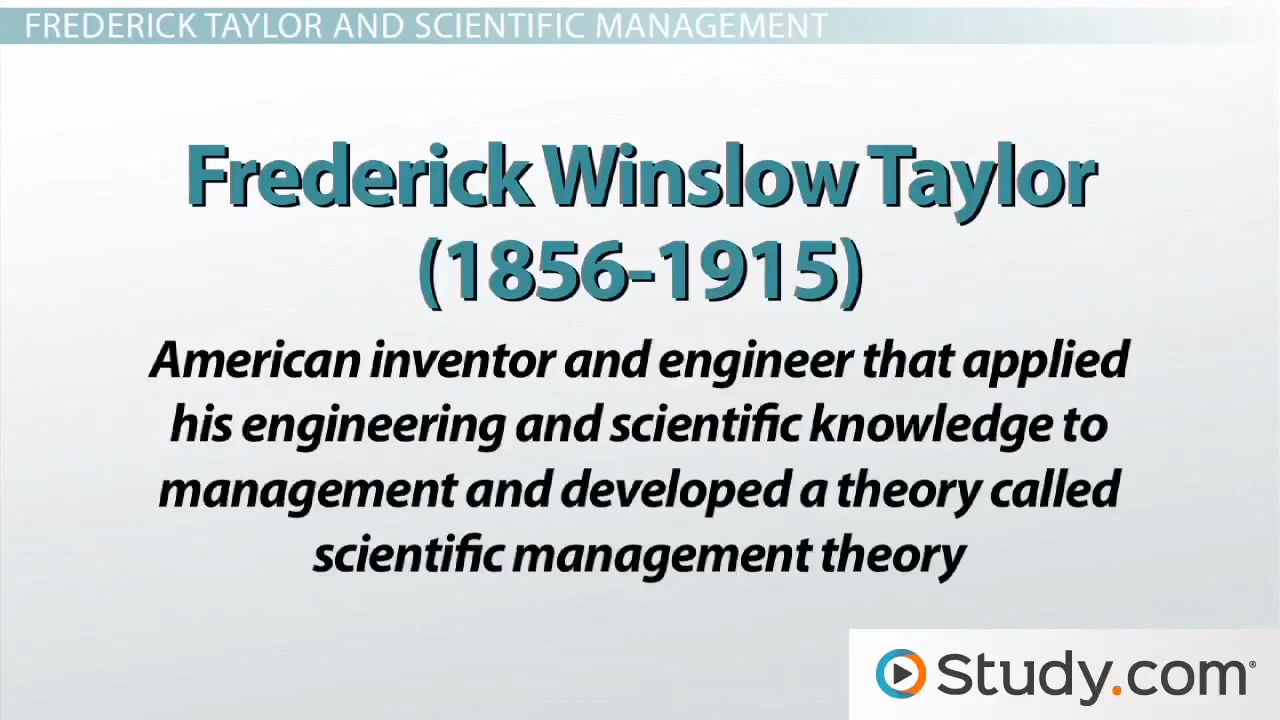 FREDERICK TAYLOR AND SCIENTIFIC MANAGEMENT
Frederick Winslow Taylor
(1856-1915)
American inventor and engineer that applied
his engineering and scientific knowledge to
management and developed a theory called
scientific management theory
Study.com®